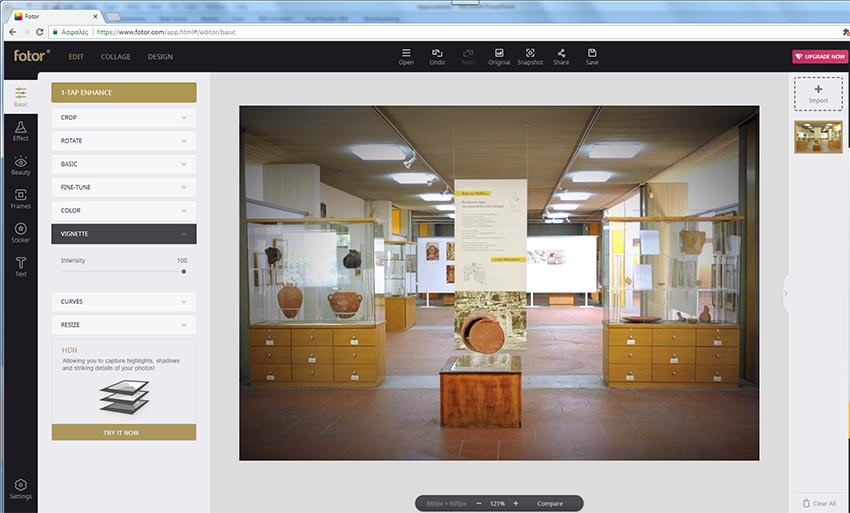 Fotor
Ασφαλές https://www.fotor.com/app.html#/editor/basic
fotor
EDIT COLLAGE DESIGN
Open Undo Redo Original Snapshot Share Save
UPGRADE NOW
Basic
Effect
Beauty
Frames
Sticker
Text
Settings
1-TAP ENHANCE
CROP
ROTATE
BASIC
FINE-TUNE
COLOR
VIGNETTE
Intensity 100
CURVES
RESIZE
HDR
Allowing you to capture highlights, shadows
and striking details of your photos!
TRY IT NOW
886px × 605px 121% Compare
Import
Clear All